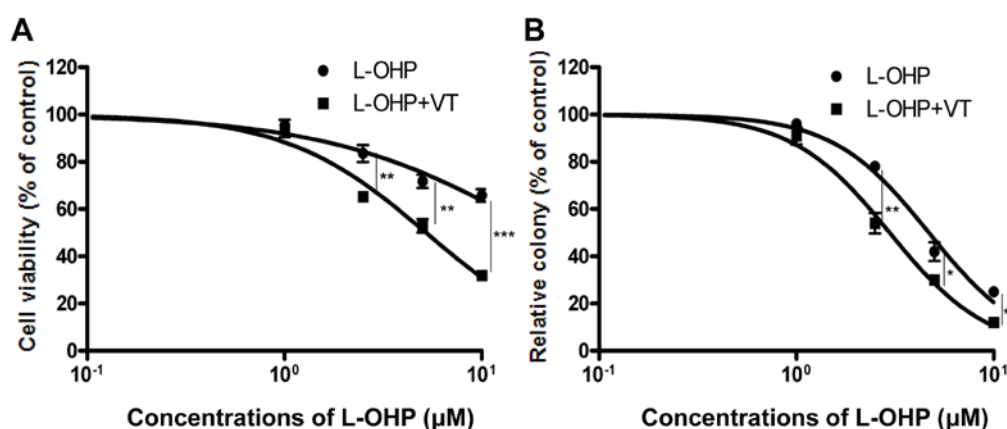 A
Cell viability (% of control)
120
100
80
60
40
20
0
L-OHP
L-OHP+VT
**
**
***
10-1
100
101
Concentrations of L-OHP (µM)
B
Relative colony (% of control)
120
100
80
60
40
20
0
L-OHP
L-OHP+VT
**
*
*
10-1
100
101
Concentrations of L-OHP (µM)